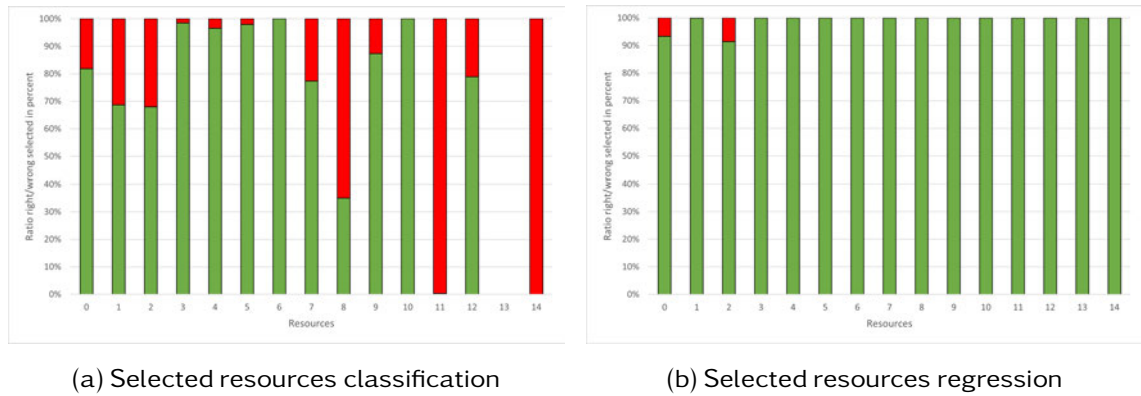 100%
90%
80%
70%
60%
50%
40%
30%
20%
10%
0%
Ratio right/wrong selected in percent
0 1 2 3 4 5 6 7 8 9 10 11 12 13 14
Resources
(a) Selected resources classification
100%
90%
80%
70%
60%
50%
40%
30%
20%
10%
0%
Ratio right/wrong selected in percent
0 1 2 3 4 5 6 7 8 9 10 11 12 13 14
Resources
(b) Selected resources regression